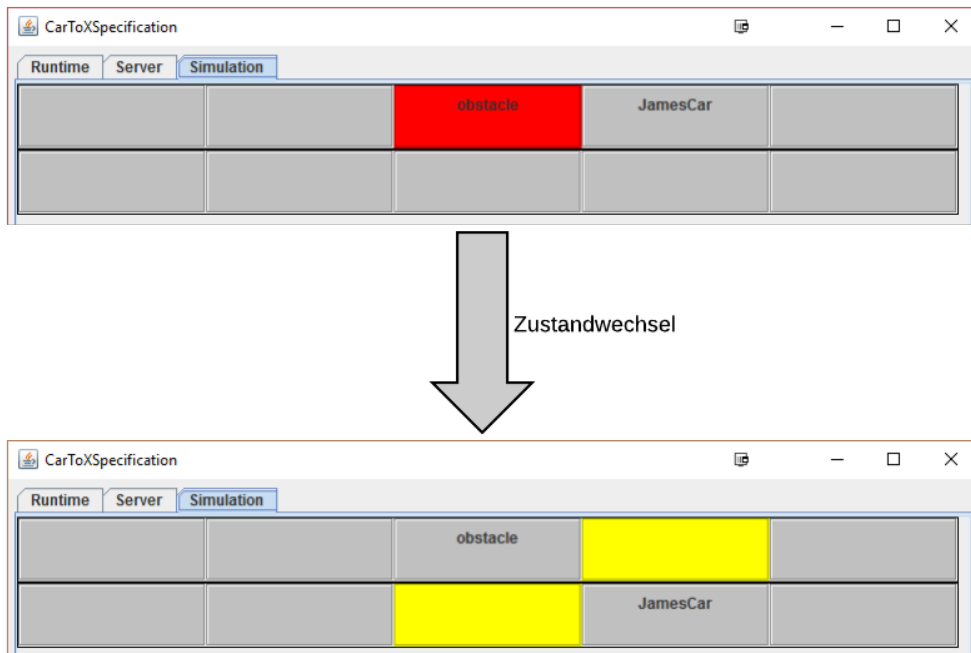 CarToXSpecification
Runtime Server Simulation
obstacle JamesCar
Zustandwechsel
CarToXSpecification
Runtime Server Simulation
obstacle
JamesCar